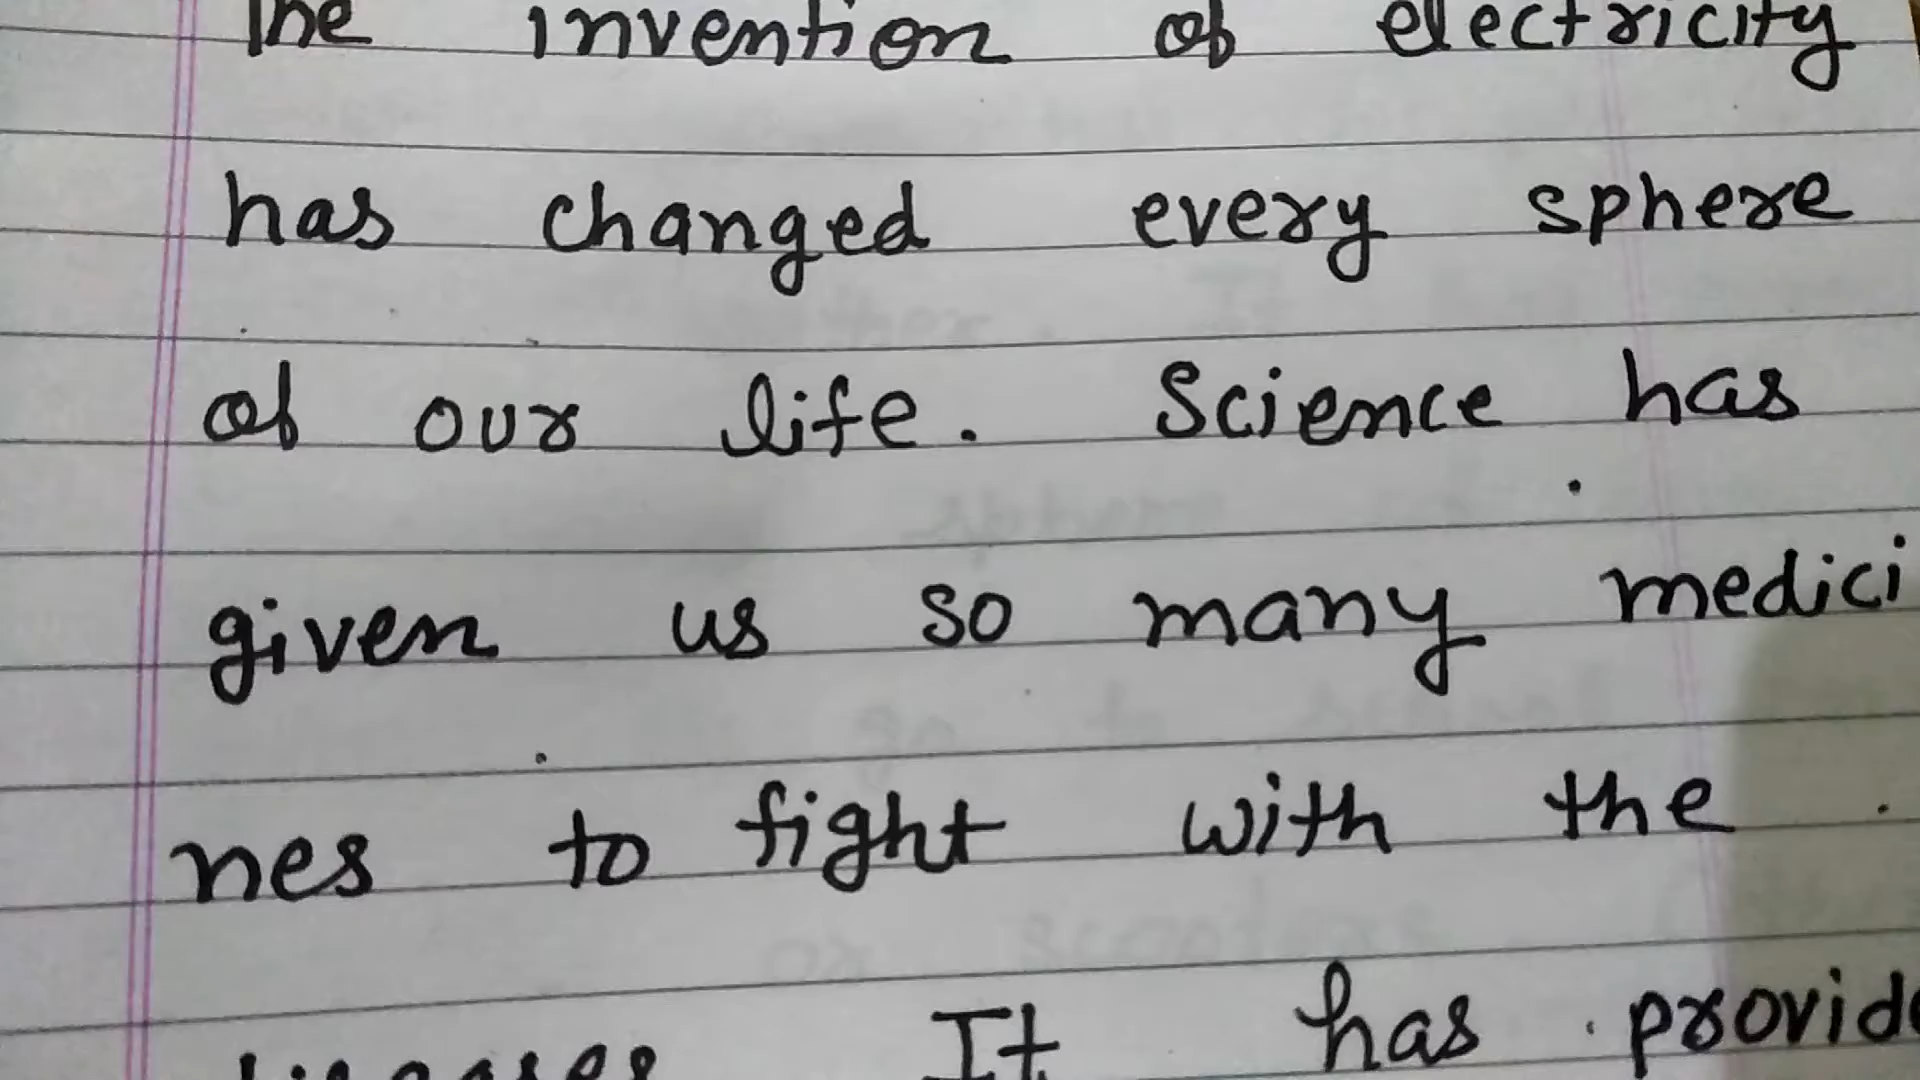 The invention of electricity
has changed every sphere
of our life. Science has
given us so many medici
nes to fight with the
diseases It has provid